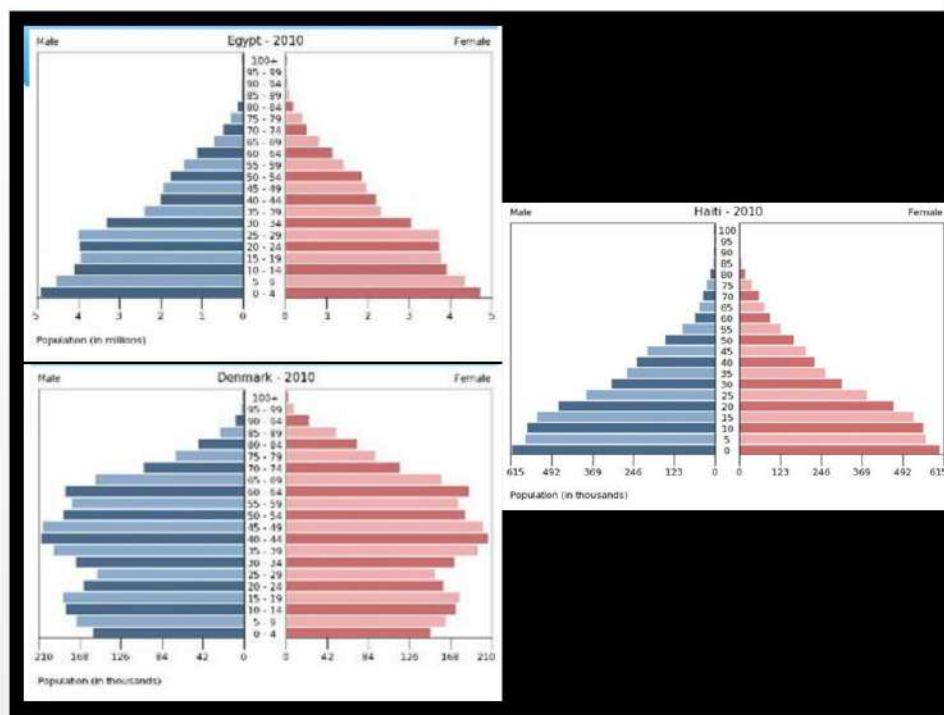 Male Egypt - 2010 Female
100+
95 - 99
90 - 94
85 - 89
80 - 84
75 - 79
70 - 74
65 - 69
60 - 64
55 - 59
50 - 54
45 - 49
40 - 44
35 - 39
30 - 34
25 - 29
20 - 24
15 - 19
10 - 14
5 - 9
0 - 4
5 4 3 2 1 0 0 1 2 3 4 5
Population (in millions)
Male Haiti - 2010 Female
100
95
90
85
80
75
70
65
60
55
50
45
40
35
30
25
20
15
10
5
0
615 492 369 246 123 0 0 123 246 369 492 615
Population (in thousands)
Male Denmark - 2010 Female
100+
95 - 99
90 - 94
85 - 89
80 - 84
75 - 79
70 - 74
65 - 69
60 - 64
55 - 59
50 - 54
45 - 49
40 - 44
35 - 39
30 - 34
25 - 29
20 - 24
15 - 19
10 - 14
5 - 9
0 - 4
210 168 126 84 42 0 0 42 84 126 168 210
Population (in thousands)